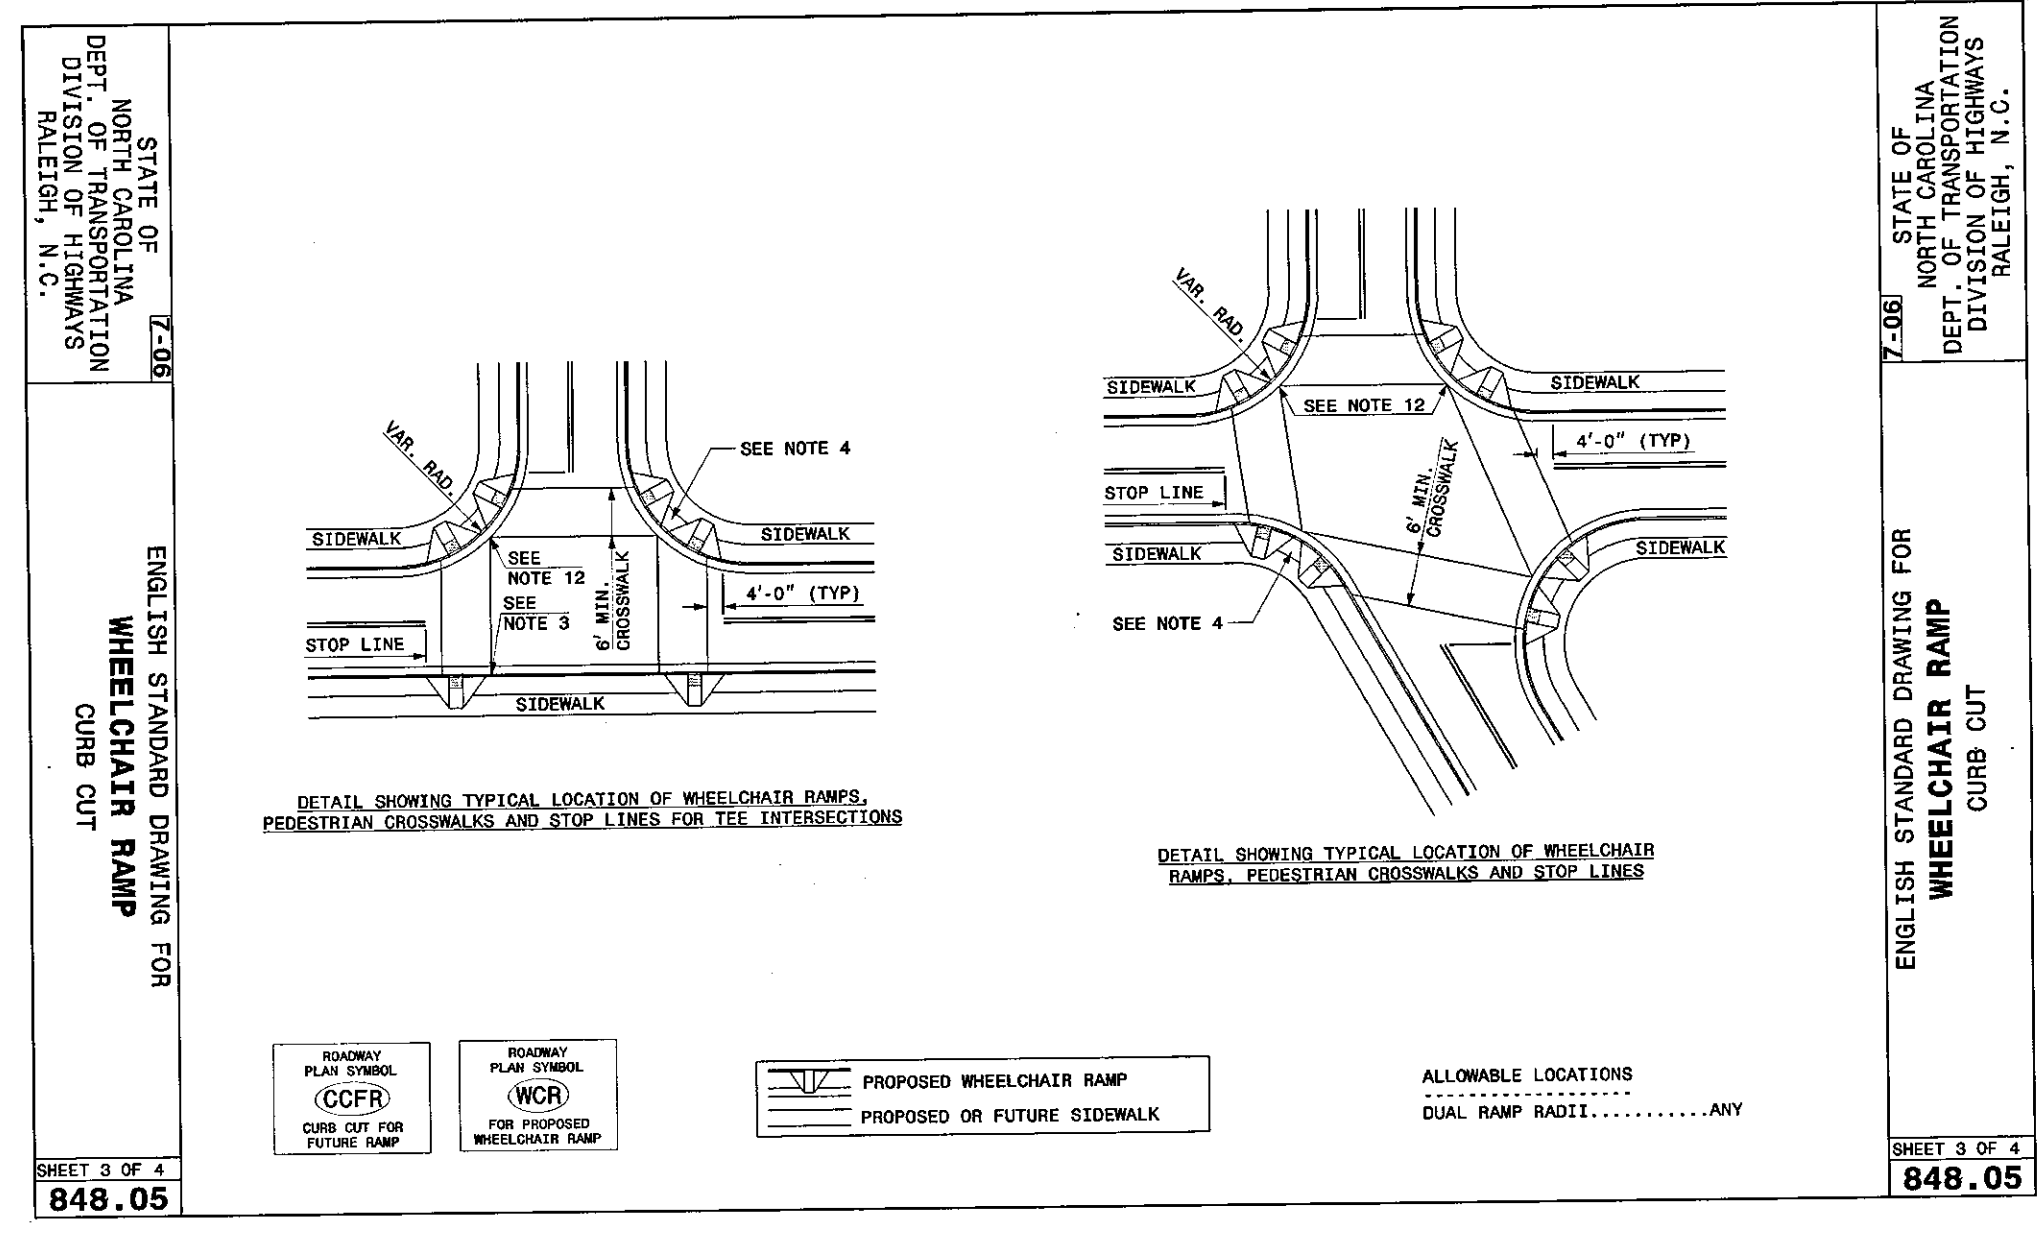 STATE OF
NORTH CAROLINA
DEPT. OF TRANSPORTATION
DIVISION OF HIGHWAYS
RALEIGH, N.C.
7-06
ENGLISH STANDARD DRAWING FOR
WHEELCHAIR RAMP
CURB CUT
SHEET 3 OF 4
848.05
VAR. RAD.
SEE NOTE 4
SIDEWALK
SIDEWALK
SEE
NOTE 12
SEE
NOTE 3
6' MIN.
CROSSWALK
4'-0" (TYP)
STOP LINE
SIDEWALK
DETAIL SHOWING TYPICAL LOCATION OF WHEELCHAIR RAMPS,
PEDESTRIAN CROSSWALKS AND STOP LINES FOR TEE INTERSECTIONS
VAR. RAD.
SIDEWALK
SIDEWALK
SEE NOTE 12
4'-0" (TYP)
6' MIN.
CROSSWALK
STOP LINE
SIDEWALK
SIDEWALK
SEE NOTE 4
DETAIL SHOWING TYPICAL LOCATION OF WHEELCHAIR
RAMPS, PEDESTRIAN CROSSWALKS AND STOP LINES
ROADWAY
PLAN SYMBOL
CCFR
CURB CUT FOR
FUTURE RAMP
ROADWAY
PLAN SYMBOL
WCR
FOR PROPOSED
WHEELCHAIR RAMP
PROPOSED WHEELCHAIR RAMP
PROPOSED OR FUTURE SIDEWALK
ALLOWABLE LOCATIONS
-------------------
DUAL RAMP RADII...........ANY
STATE OF
NORTH CAROLINA
DEPT. OF TRANSPORTATION
DIVISION OF HIGHWAYS
RALEIGH, N.C.
7-06
ENGLISH STANDARD DRAWING FOR
WHEELCHAIR RAMP
CURB CUT
SHEET 3 OF 4
848.05